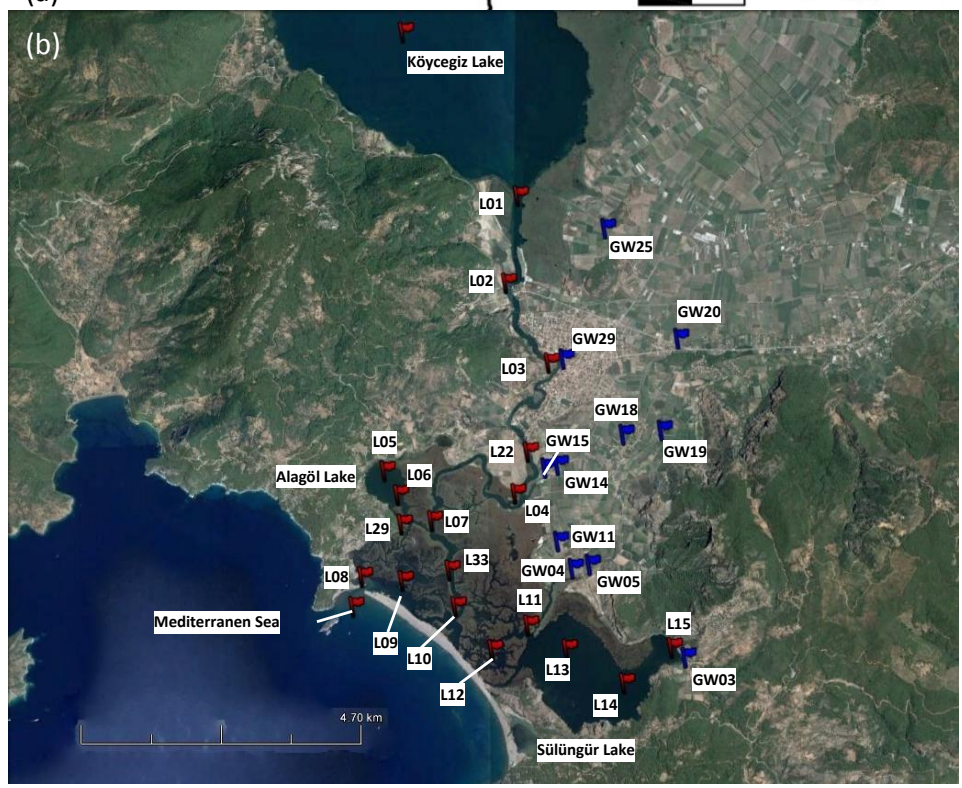 (b)
Köycegiz Lake
L01
GW25
L02
GW20
GW29
L03
GW18
L05
L22
GW15
GW19
Alagöl Lake
L06
GW14
L29
L07
L04
GW11
L33
GW04
GW05
L08
L11
Mediterranen Sea
L09
L15
L10
L13
GW03
L12
L14
4.70 km
Sülüngür Lake